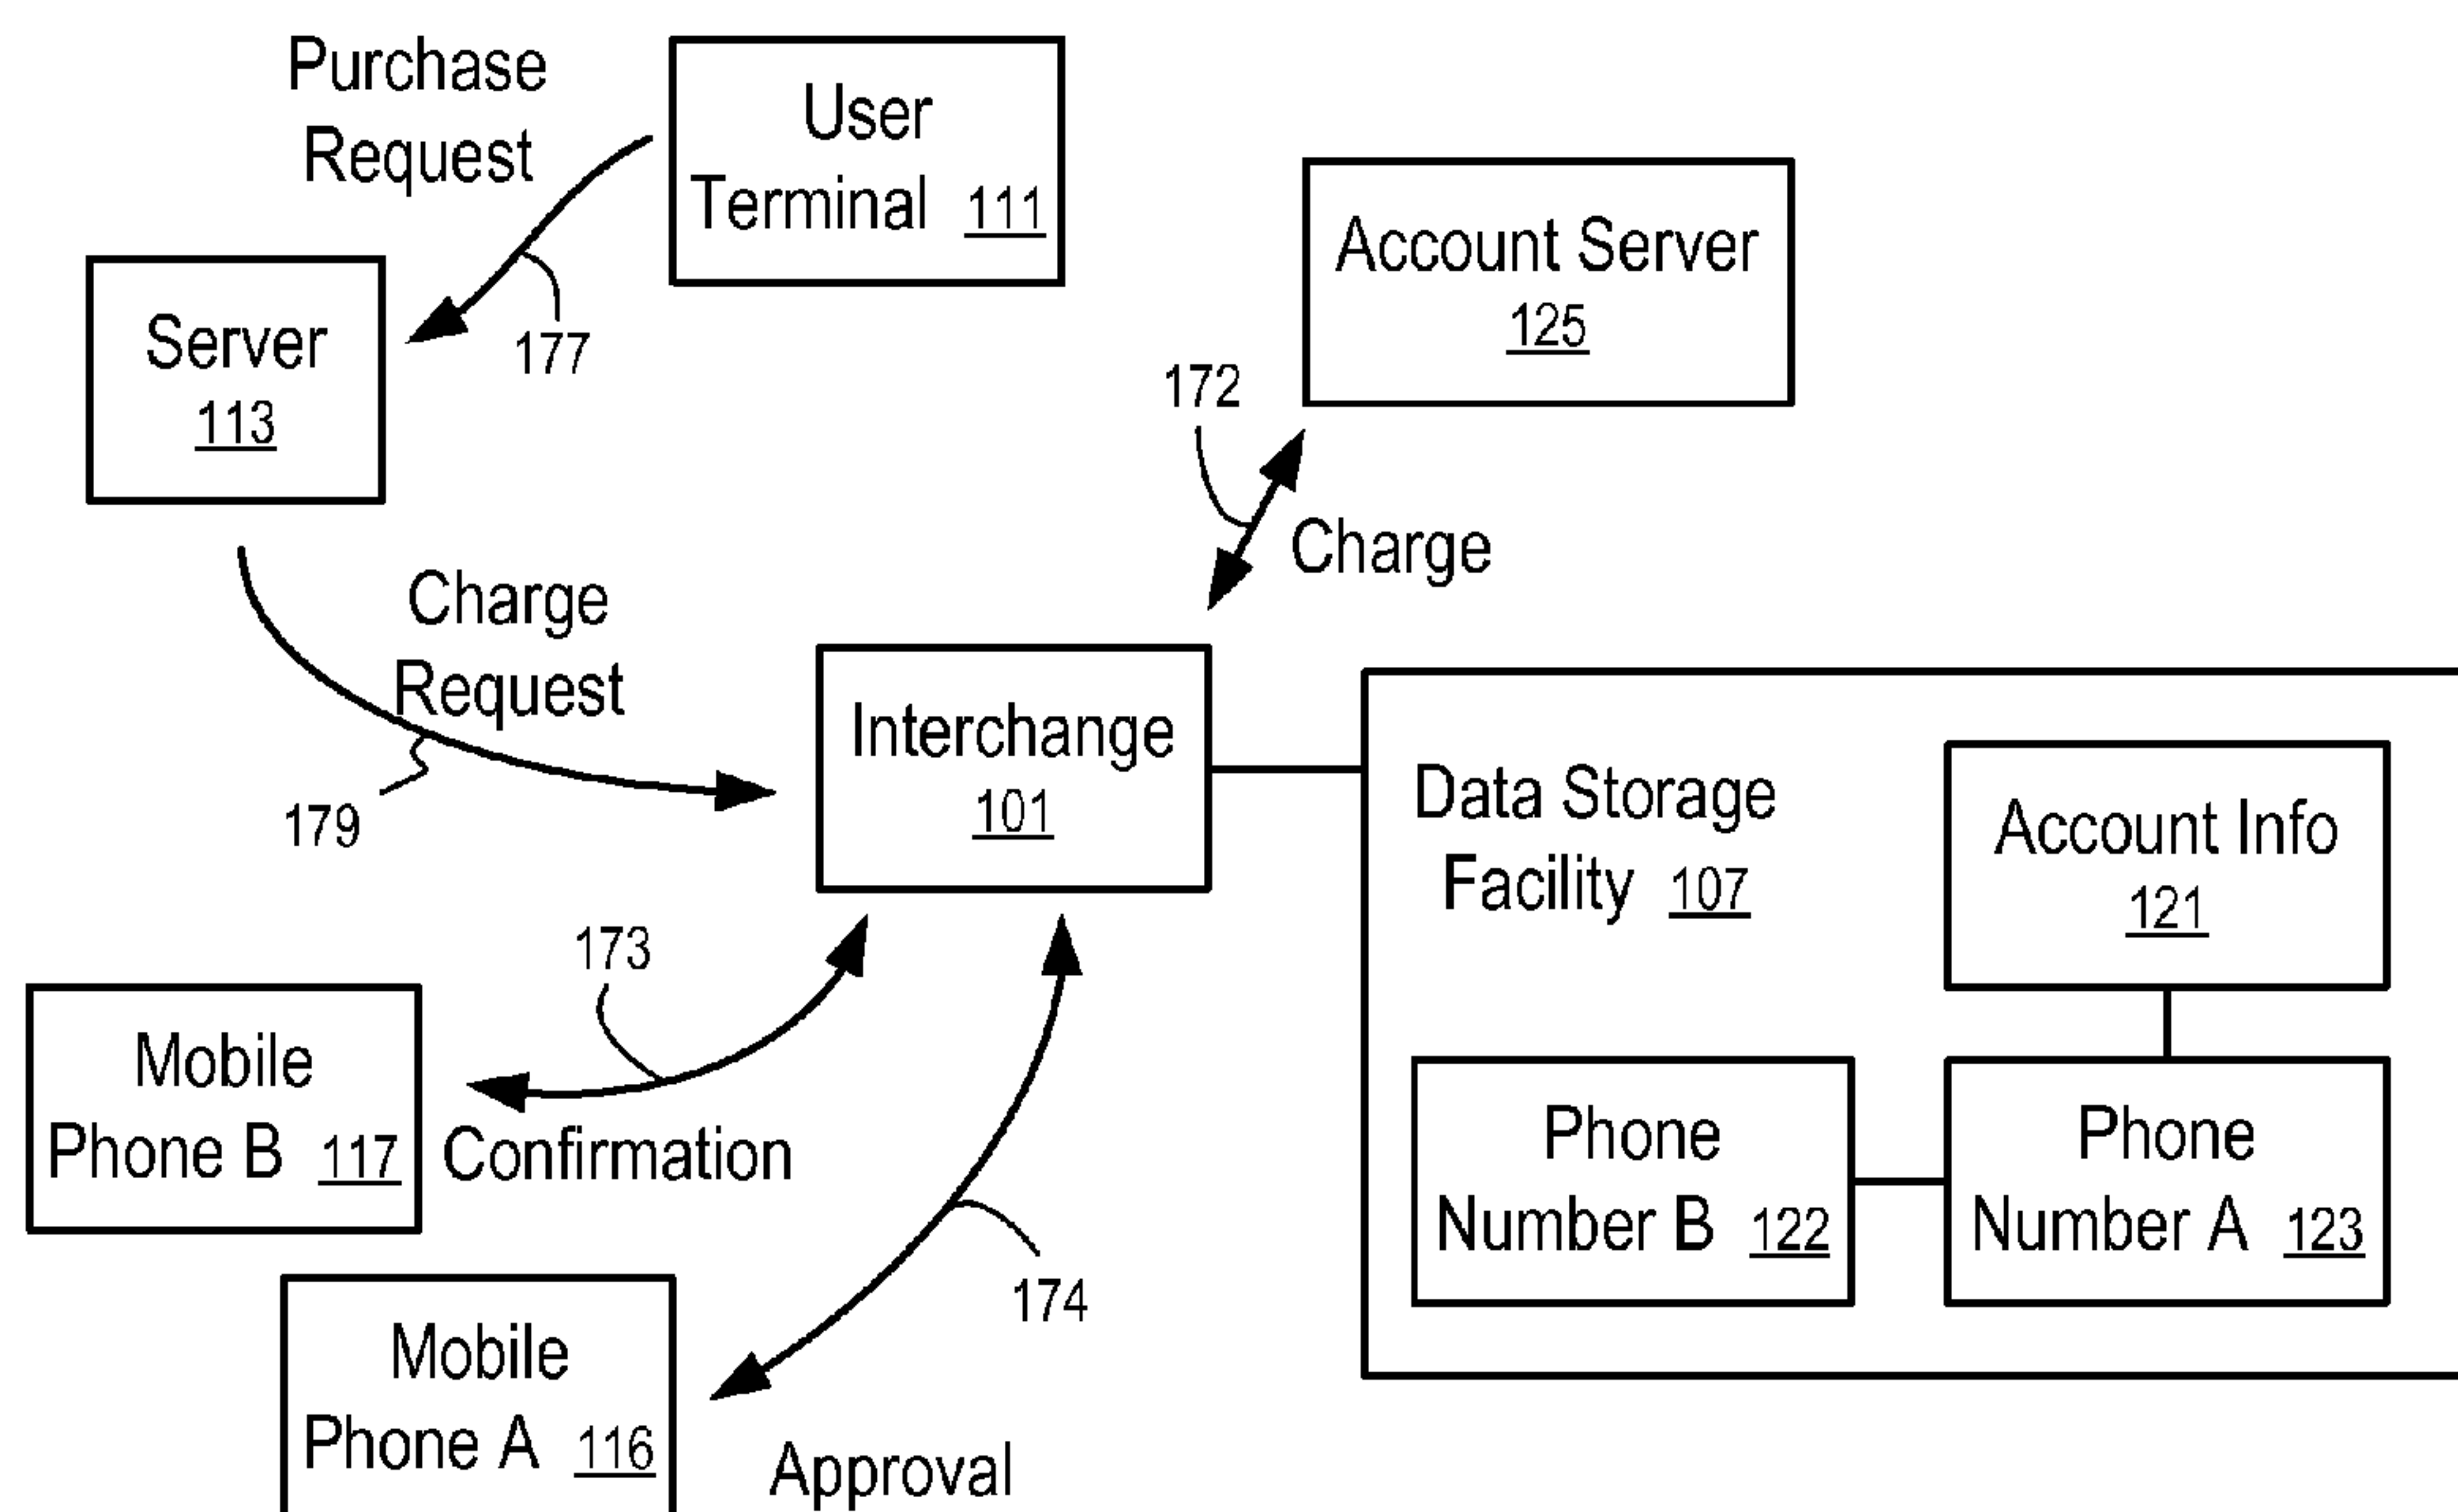 Purchase
Request
User
Terminal 111
177
Server
113
Account Server
125
172
Charge
Charge
Request
179
Interchange
101
Data Storage
Facility 107
Account Info
121
Phone
Number B 122
Phone
Number A 123
173
Mobile
Phone B 117
Confirmation
174
Mobile
Phone A 116
Approval